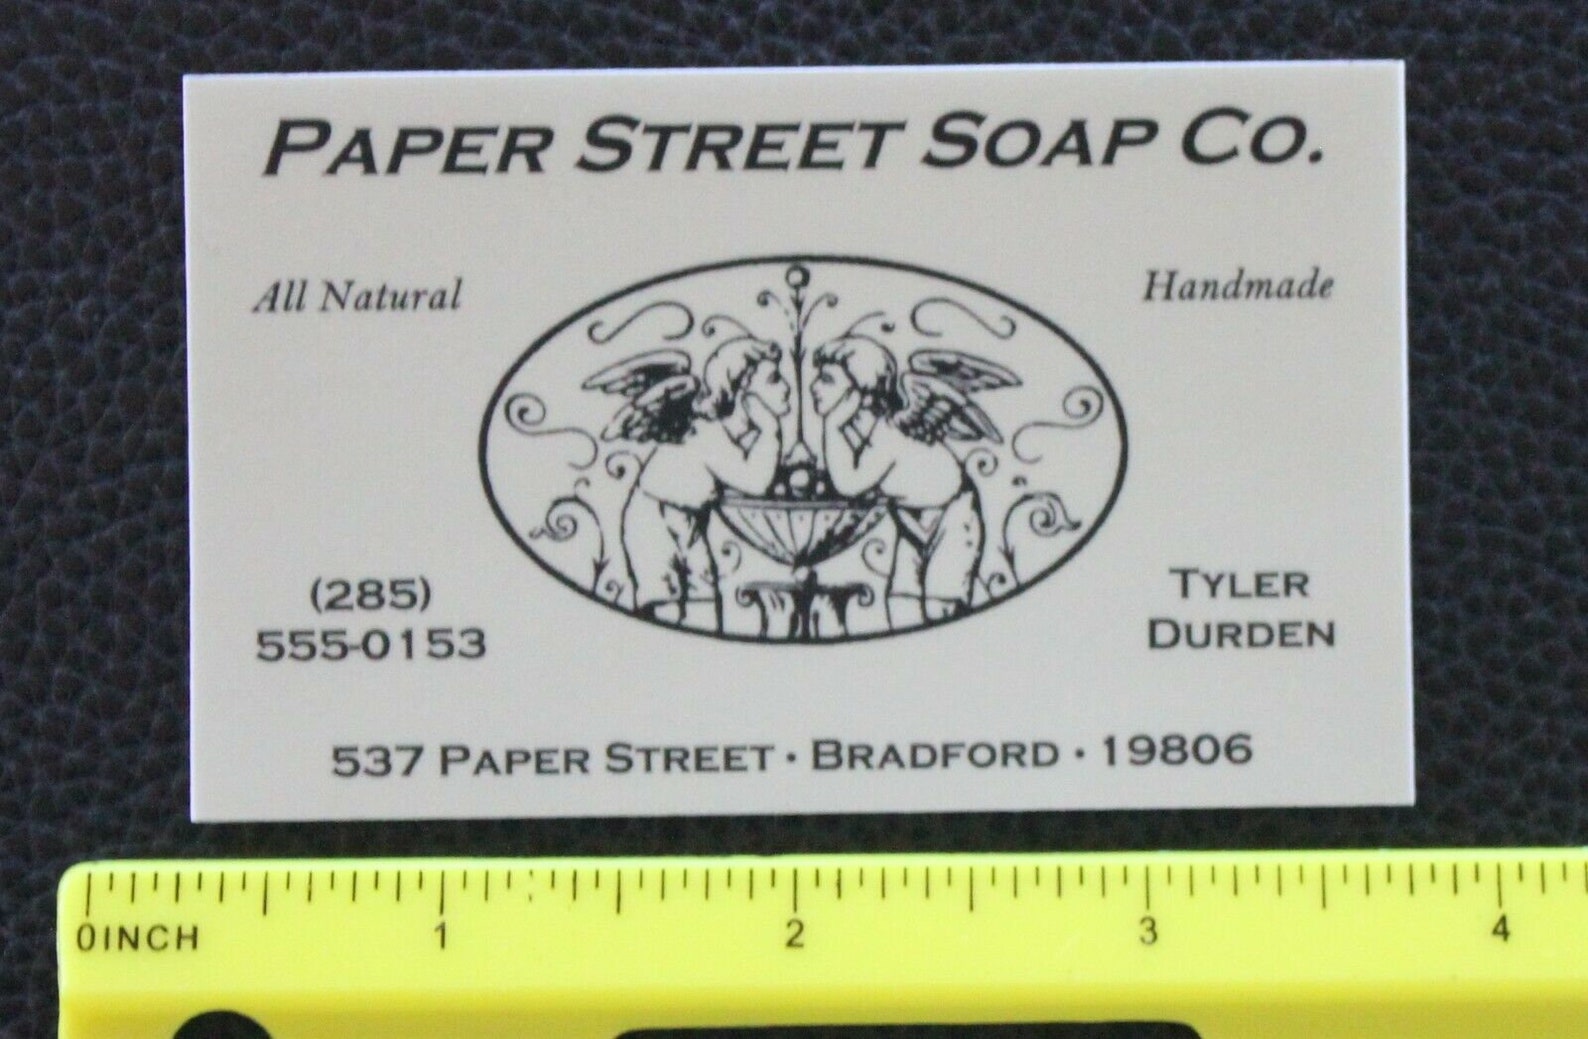 PAPER STREET SOAP CO.
All Natural
Handmade
(285)
555-0153
TYLER
DURDEN
537 PAPER STREET · BRADFORD · 19806
0INCH 1 2 3 4